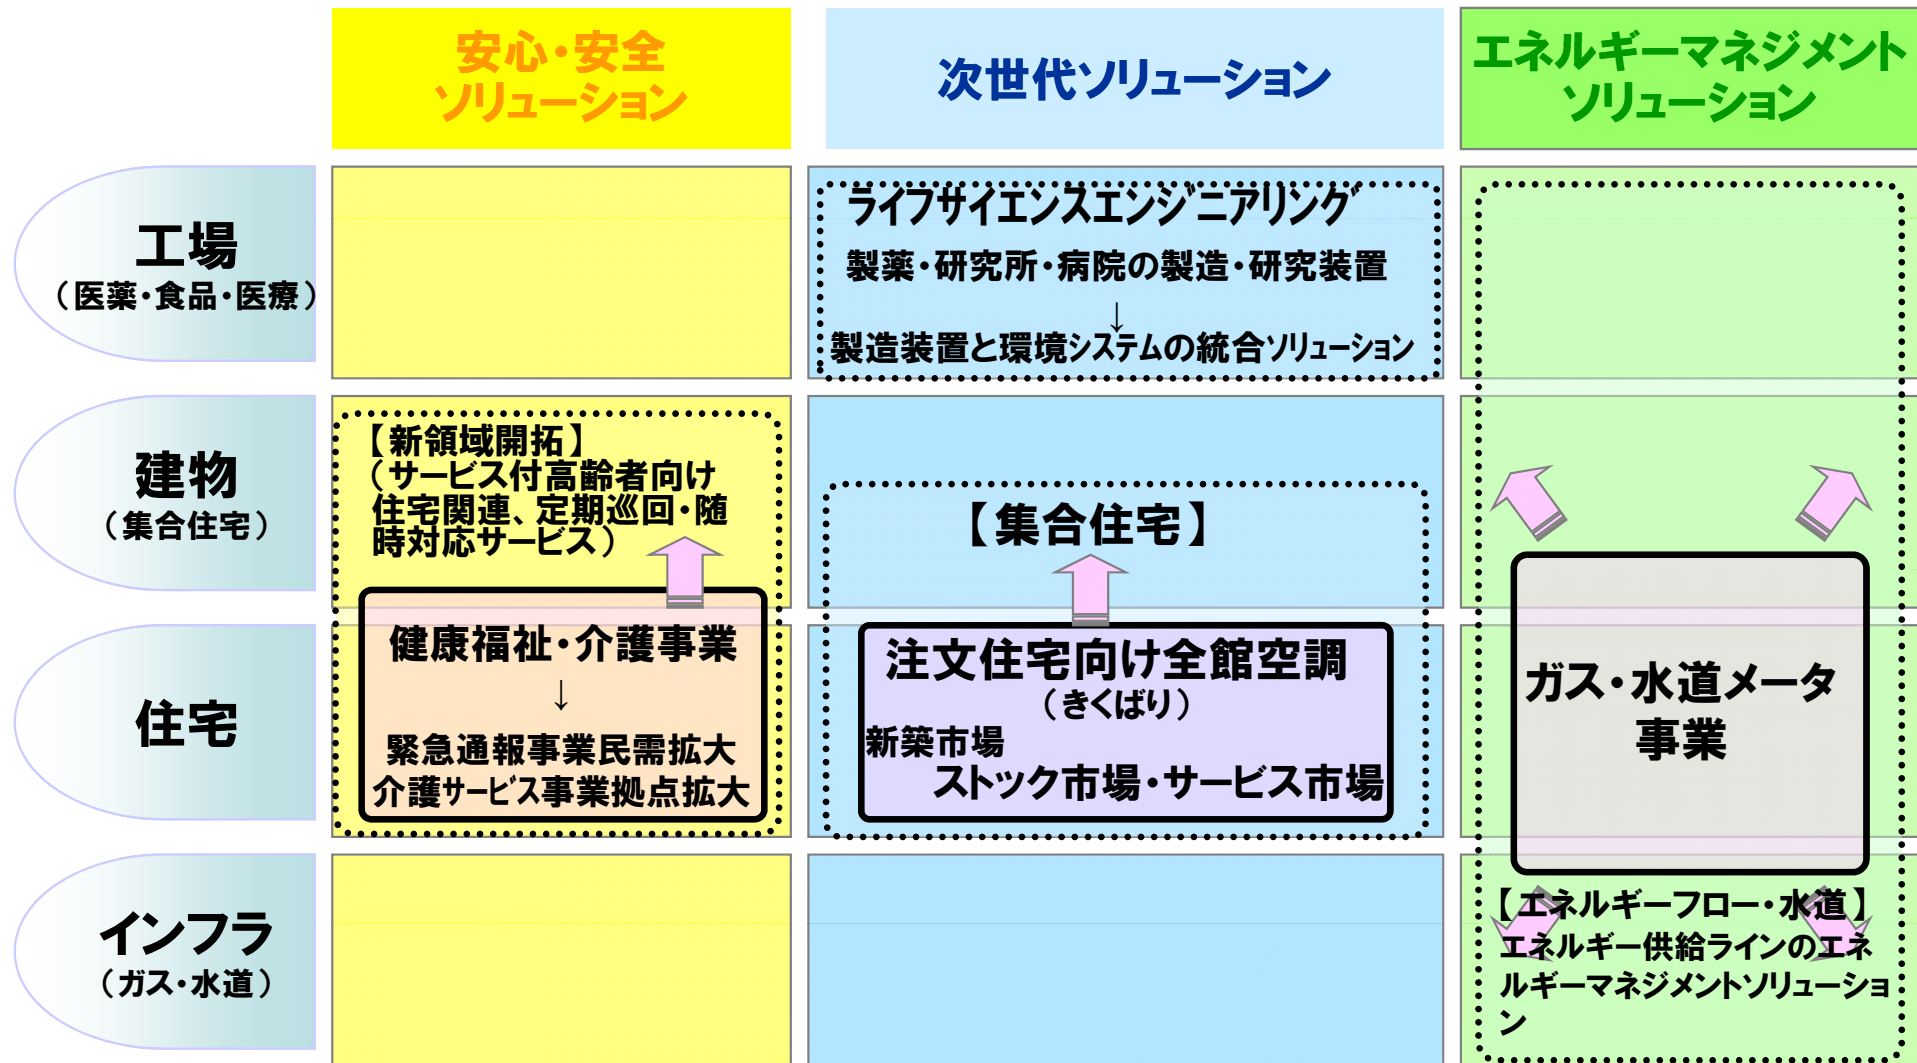 安心・安全
ソリューション
次世代ソリューション
エネルギーマネジメント
ソリューション
工場
（医薬・食品・医療）
ライフサイエンスエンジニアリング
製薬・研究所・病院の製造・研究装置
↓
製造装置と環境システムの統合ソリューション
建物
（集合住宅）
【新領域開拓】
（サービス付高齢者向け
住宅関連、定期巡回・随
時対応サービス）
【集合住宅】
住宅
健康福祉・介護事業
↓
緊急通報事業民需拡大
介護サービス事業拠点拡大
注文住宅向け全館空調
（きくばり）
新築市場
ストック市場・サービス市場
ガス・水道メータ
事業
インフラ
（ガス・水道）
【エネルギーフロー・水道】
エネルギー供給ラインのエネ
ルギーマネジメントソリューショ
ン